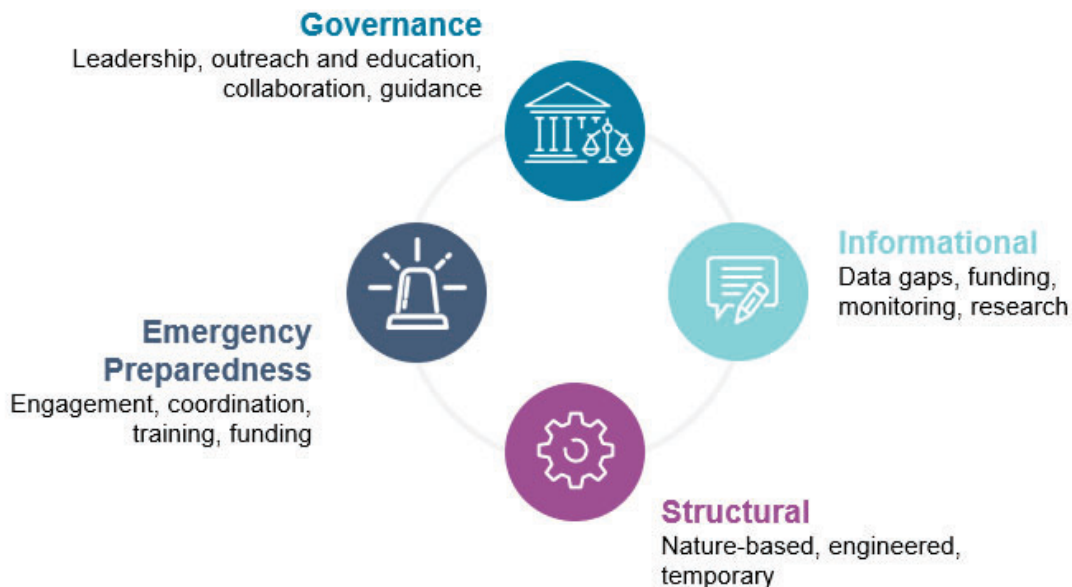 Governance
Leadership, outreach and education,
collaboration, guidance
Informational
Data gaps, funding,
monitoring, research
Emergency
Preparedness
Engagement, coordination,
training, funding
Structural
Nature-based, engineered,
temporary